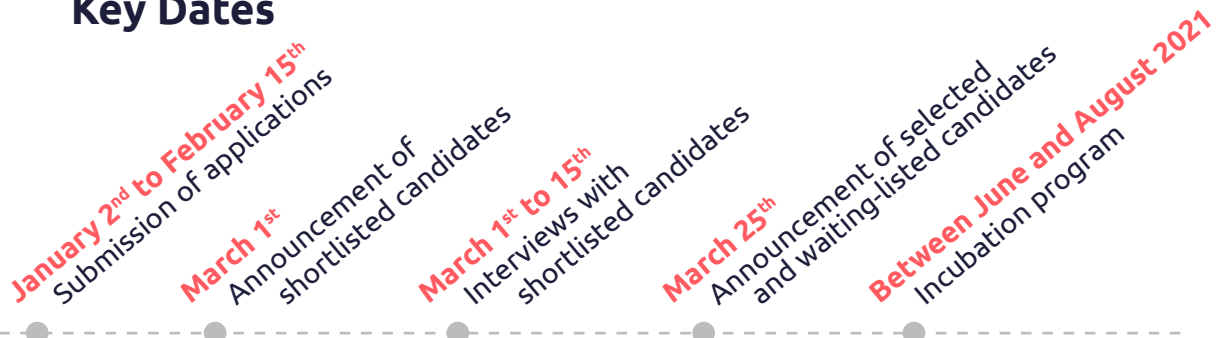 Key Dates
January 2nd to February 15th
Submission of applications
March 1st
Announcement of
shortlisted candidates
March 1st to 15th
Interviews with
shortlisted candidates
March 25th
Announcement of selected
and waiting-listed candidates
Between June and August 2021
Incubation program